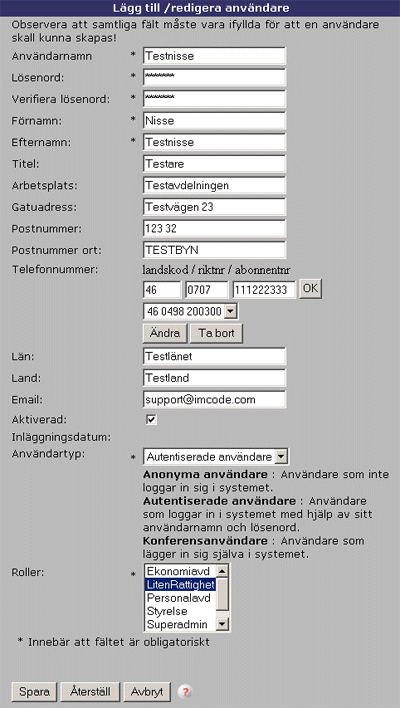 Lägg till /redigera användare
Observera att samtliga fält måste vara ifyllda för att en användare
skall kunna skapas!
Användarnamn * Testnisse
Lösenord: * *******
Verifiera lösenord: * *******
Förnamn: * Nisse
Efternamn: * Testnisse
Titel: Testare
Arbetsplats: Testavdelningen
Gatuadress: Testvägen 23
Postnummer: 123 32
Postnummer ort: TESTBYN
Telefonnummer: landskod / riktnr / abonnentnr
46 0707 111222333 OK
46 0498 200300
Ändra Ta bort
Län: Testlänet
Land: Testland
Email: support@imcode.com
Aktiverad:
Inläggningsdatum:
Användartyp: * Autentiserade användare
Anonyma användare : Användare som inte
loggar in sig i systemet.
Autentiserade användare : Användare
som loggar in i systemet med hjälp av sitt
användarnamn och lösenord.
Konferensanvändare : Användare som
lägger in sig själva i systemet.
Roller: * Ekonomiavd
LitenRattighet
Personalavd
Styrelse
Superadmin
* Innebär att fältet är obligatoriskt
Spara Återställ Avbryt ?